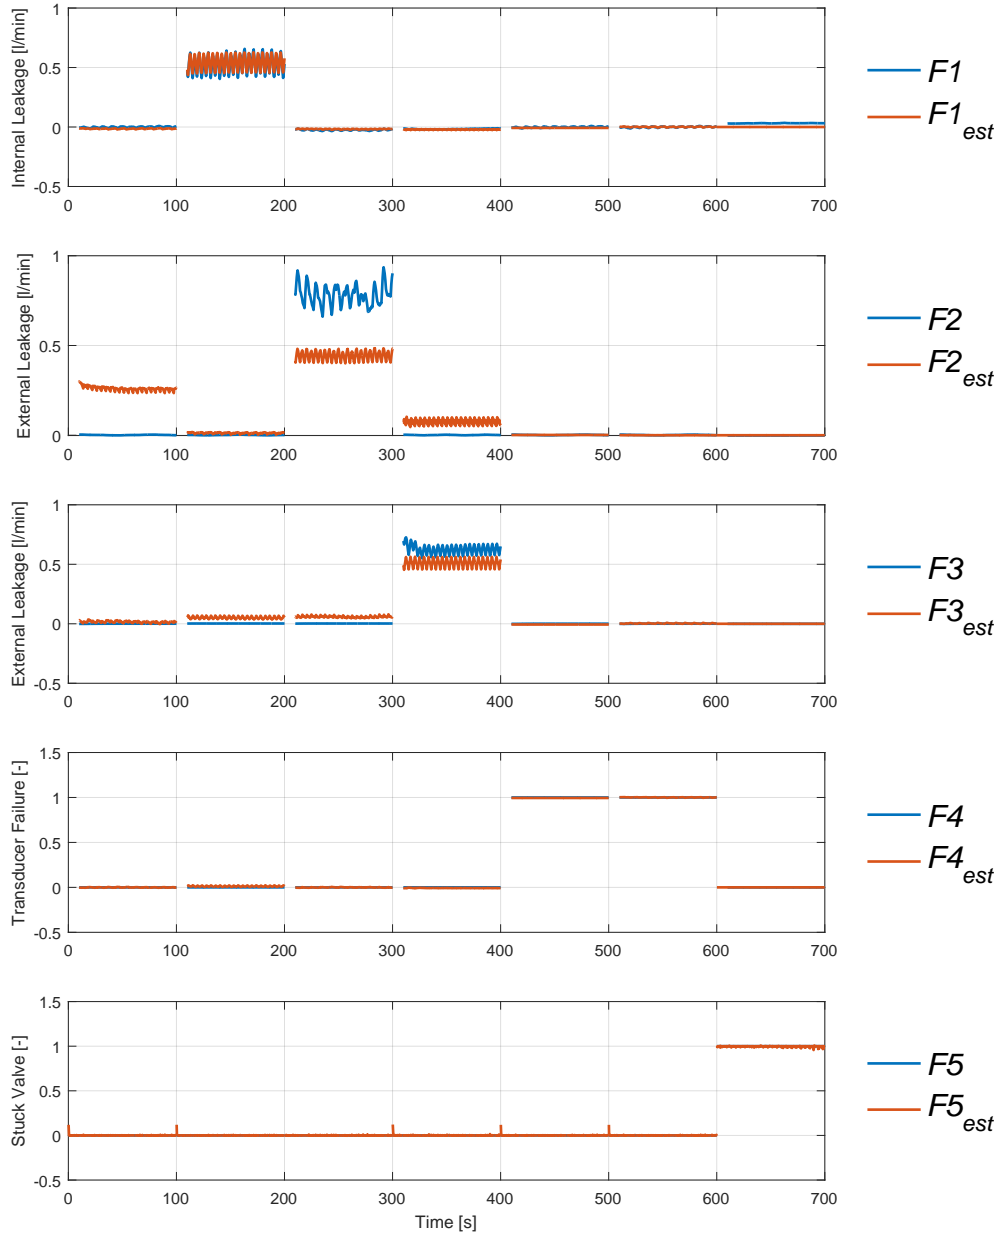 Internal Leakage [l/min]
1
0.5
0
-0.5
0 100 200 300 400 500 600 700
F1
F1est
External Leakage [l/min]
1
0.5
0
0 100 200 300 400 500 600 700
F2
F2est
External Leakage [l/min]
1
0.5
0
-0.5
0 100 200 300 400 500 600 700
F3
F3est
Transducer Failure [-]
1.5
1
0.5
0
-0.5
0 100 200 300 400 500 600 700
F4
F4est
Stuck Valve [-]
1.5
1
0.5
0
-0.5
0 100 200 300 400 500 600 700
Time [s]
F5
F5est